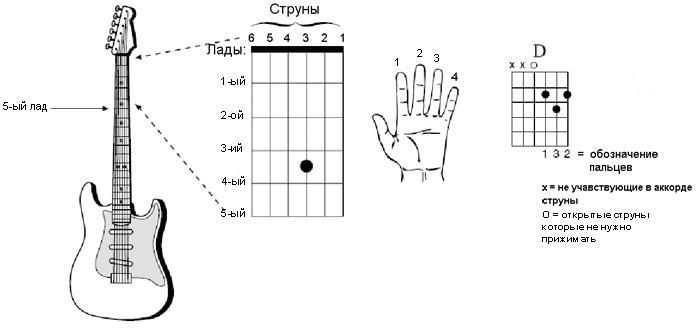 Струны
6 5 4 3 2 1
Лады:
1-ый
2-ой
3-ий
4-ый
5-ый
5-ый лад
1 2 3 4
D
x x o
1 3 2 = обозначение
пальцев
x = не учавствующие в аккорде
струны
O = открытые струны
которые не нужно
прижимать